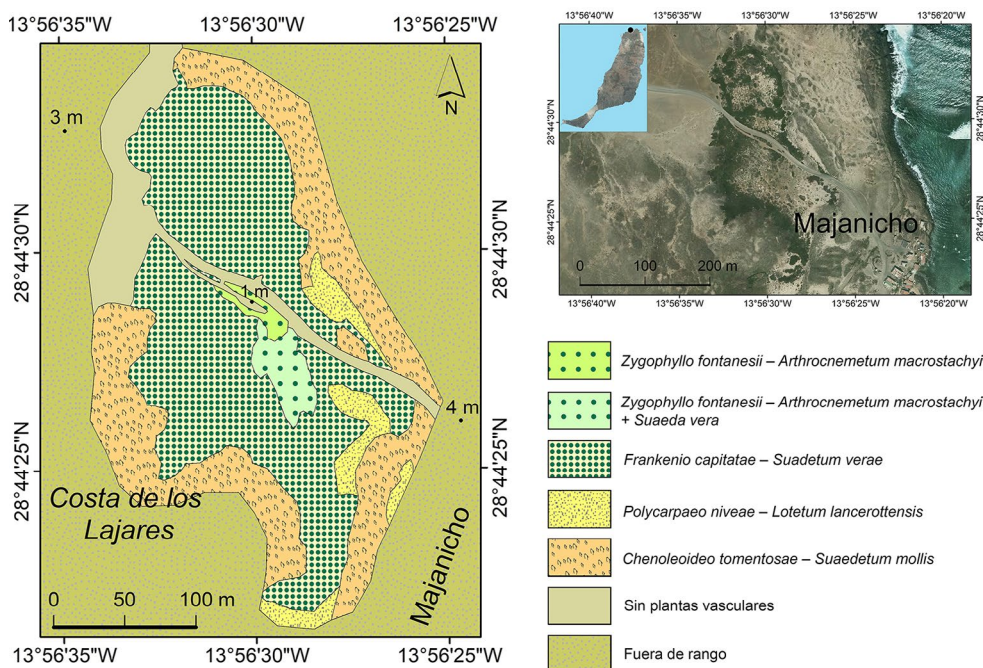 13°56'35"W
13°56'30"W
13°56'25"W
N
3 m
28°44'30"N
28°44'30"N
1 m
4 m
28°44'25"N
28°44'25"N
Costa de los
Lajares
Majanicho
0 50 100 m
13°56'35"W
13°56'30"W
13°56'25"W
13°56'40"W
13°56'35"W
13°56'30"W
13°56'25"W
13°56'20"W
28°44'30"N
28°44'30"N
28°44'25"N
28°44'25"N
Majanicho
0 100 200 m
13°56'40"W
13°56'35"W
13°56'30"W
13°56'25"W
13°56'20"W
Zygophyllo fontanesii – Arthrocnemetum macrostachyi
Zygophyllo fontanesii – Arthrocnemetum macrostachyi
+ Suaeda vera
Frankenio capitatae – Suadetum verae
Polycarpaeo niveae – Lotetum lancerottensis
Chenoleoideo tomentosae – Suaedetum mollis
Sin plantas vasculares
Fuera de rango